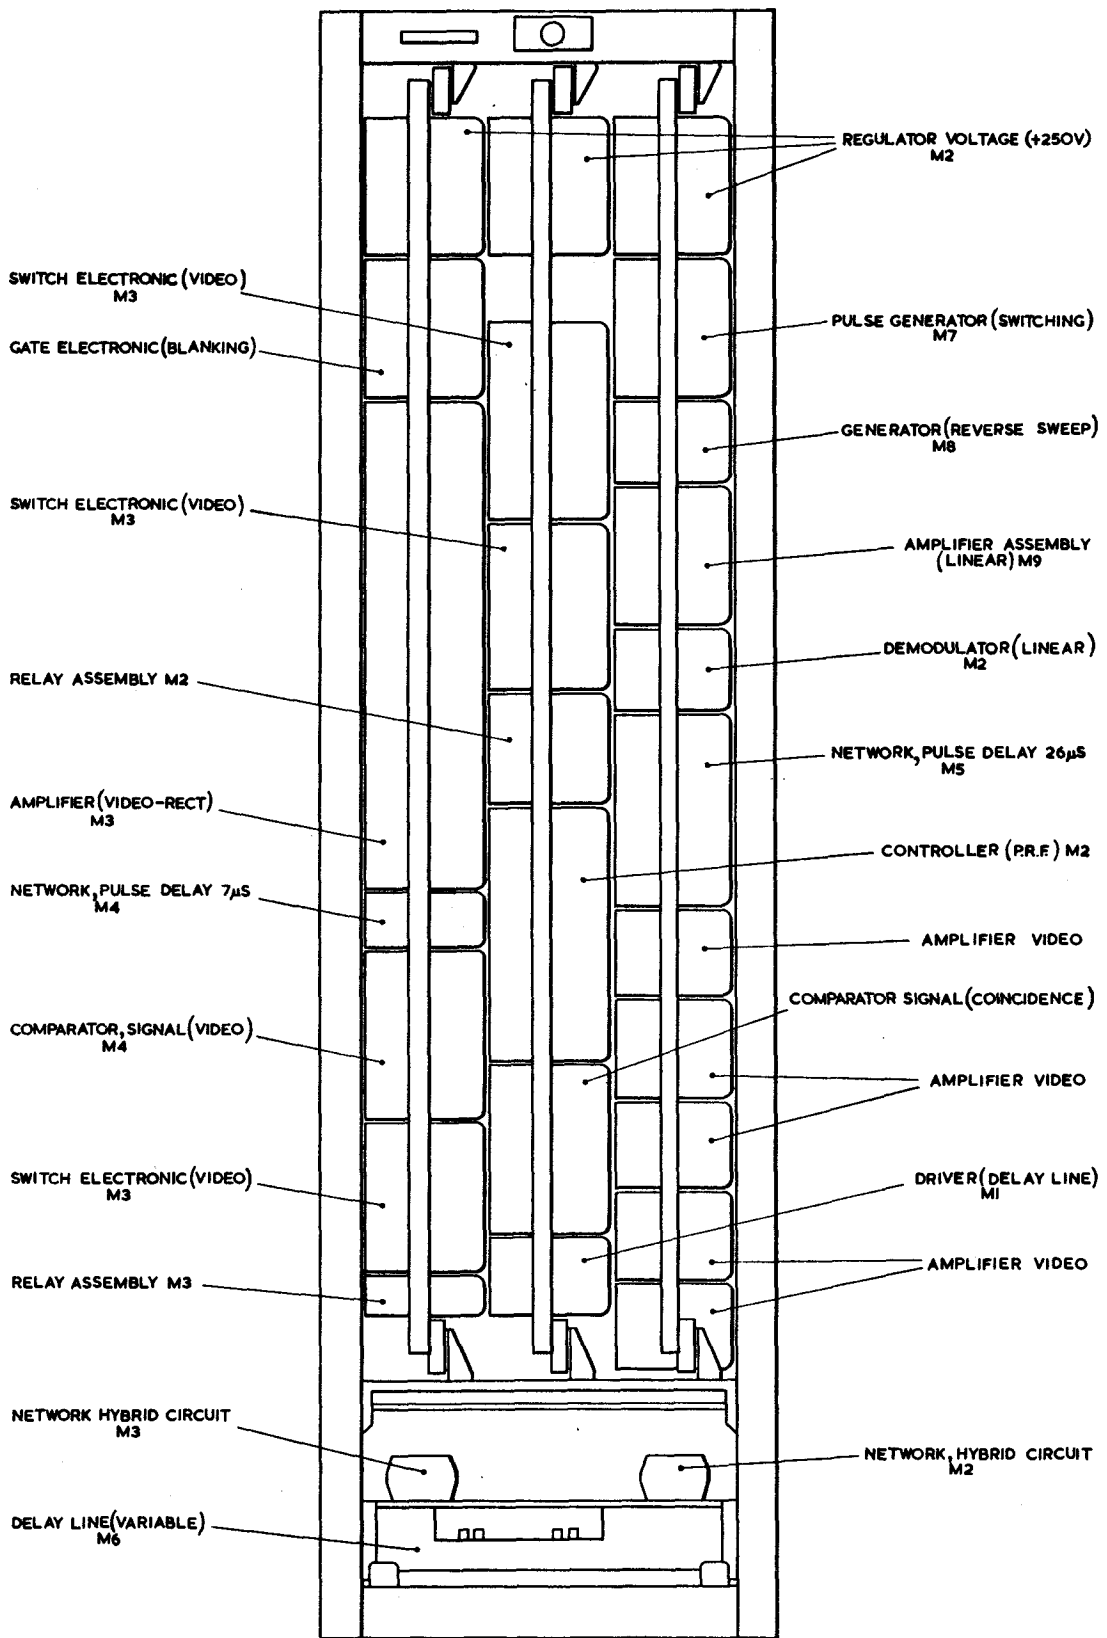 REGULATOR VOLTAGE (+250V)
M2
SWITCH ELECTRONIC (VIDEO)
M3
GATE ELECTRONIC (BLANKING)
SWITCH ELECTRONIC (VIDEO)
M3
RELAY ASSEMBLY M2
AMPLIFIER (VIDEO-RECT)
M3
NETWORK, PULSE DELAY 7µS
M4
COMPARATOR, SIGNAL (VIDEO)
M4
SWITCH ELECTRONIC (VIDEO)
M3
RELAY ASSEMBLY M3
NETWORK HYBRID CIRCUIT
M3
DELAY LINE (VARIABLE)
M6
PULSE GENERATOR (SWITCHING)
M7
GENERATOR (REVERSE SWEEP)
M8
AMPLIFIER ASSEMBLY
(LINEAR) M9
DEMODULATOR (LINEAR)
M2
NETWORK, PULSE DELAY 26µS
M5
CONTROLLER (P.R.F.) M2
AMPLIFIER VIDEO
COMPARATOR SIGNAL (COINCIDENCE)
AMPLIFIER VIDEO
DRIVER (DELAY LINE)
M1
AMPLIFIER VIDEO
NETWORK, HYBRID CIRCUIT
M2